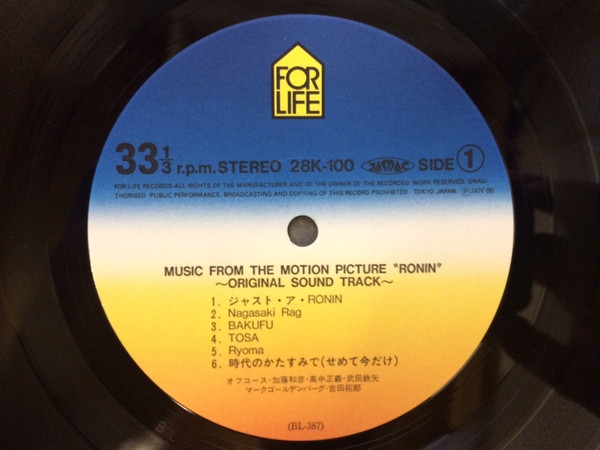 FOR
LIFE
33 1/3 r.p.m. STEREO 28K-100 JASRAC SIDE 1
FOR LIFE RECORDS·ALL RIGHTS OF THE MANUFACTURER AND OF THE OWNER OF THE RECORDED WORK RESERVED. UNAU-
THORISED PUBLIC PERFORMANCE, BROADCASTING AND COPYING OF THIS RECORD PROHIBITED. TOKYO JAPAN. Ⓟ JAN'86
MUSIC FROM THE MOTION PICTURE "RONIN"
~ORIGINAL SOUND TRACK~
1. ジャスト・ア・RONIN
2. Nagasaki Rag
3. BAKUFU
4. TOSA
5. Ryoma
6. 時代のかたすみで(せめて今だけ)
オフコース・加藤和彦・高中正義・武田鉄矢
マークゴールデンバーグ・吉田拓郎
(BL-387)